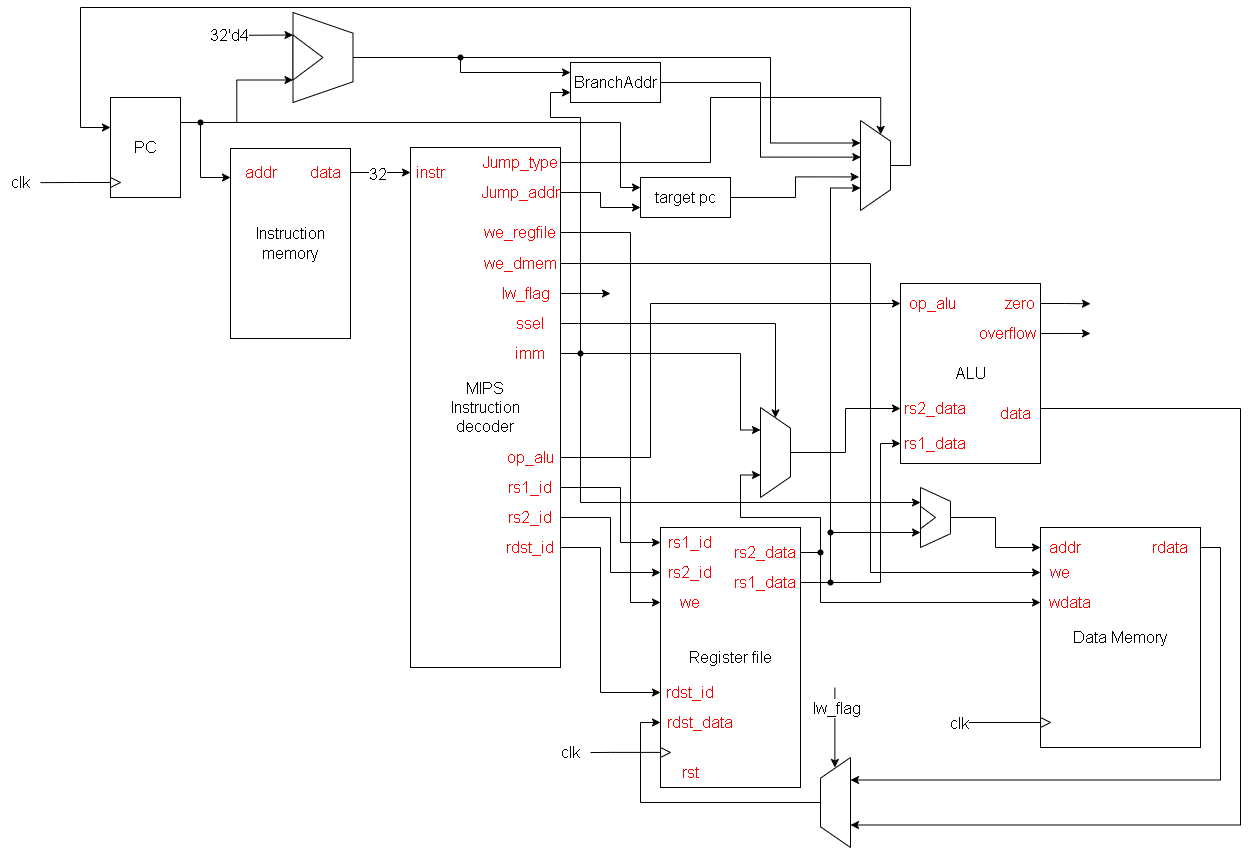 32'd4
BranchAddr
PC
clk
addr
data
32
Instruction
memory
instr
Jump_type
Jump_addr
we_regfile
we_dmem
lw_flag
ssel
imm
MIPS
Instruction
decoder
op_alu
rs1_id
rs2_id
rdst_id
target pc
op_alu
zero
overflow
ALU
rs2_data
data
rs1_data
rs1_id
rs2_data
rs2_id
rs1_data
we
Register file
rdst_id
rdst_data
clk
rst
addr
rdata
we
wdata
Data Memory
clk
lw_flag